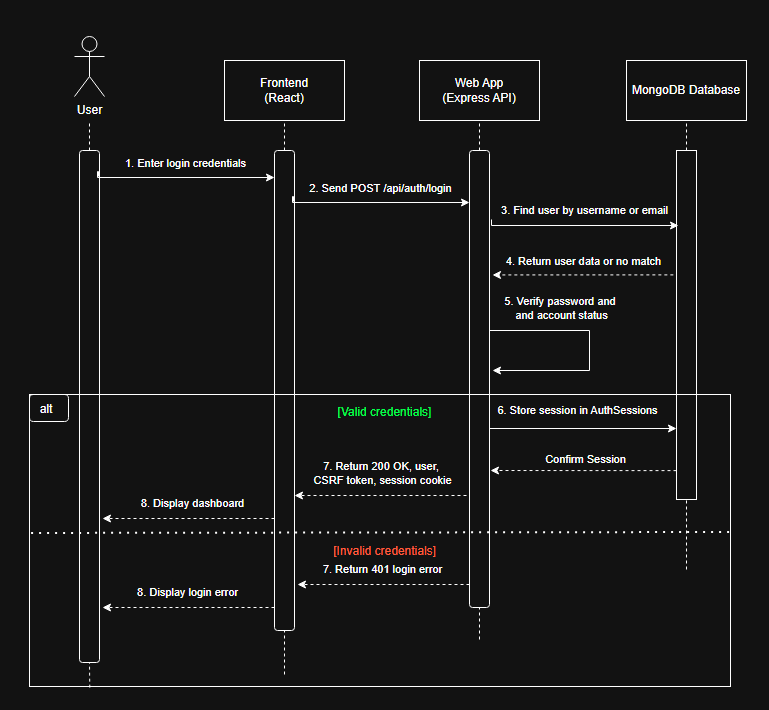 User
Frontend
(React)
Web App
(Express API)
MongoDB Database
1. Enter login credentials
2. Send POST /api/auth/login
3. Find user by username or email
4. Return user data or no match
5. Verify password and
and account status
alt
[Valid credentials]
6. Store session in AuthSessions
Confirm Session
7. Return 200 OK, user,
CSRF token, session cookie
8. Display dashboard
[Invalid credentials]
7. Return 401 login error
8. Display login error